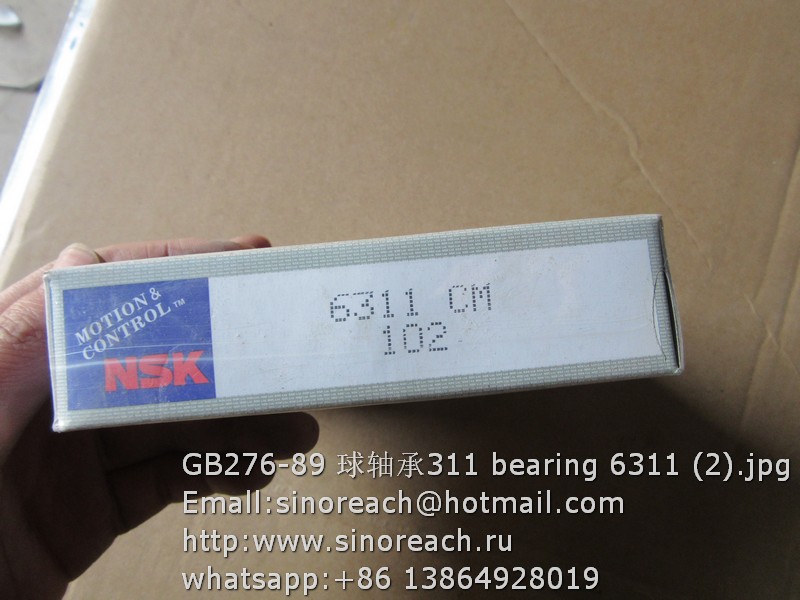 MOTION &
CONTROL™
NSK
6311 CM
102
GB276-89 球轴承311 bearing 6311 (2).jpg
Emall:sinoreach@hotmail.com
http:www.sinoreach.ru
whatsapp:+86 13864928019